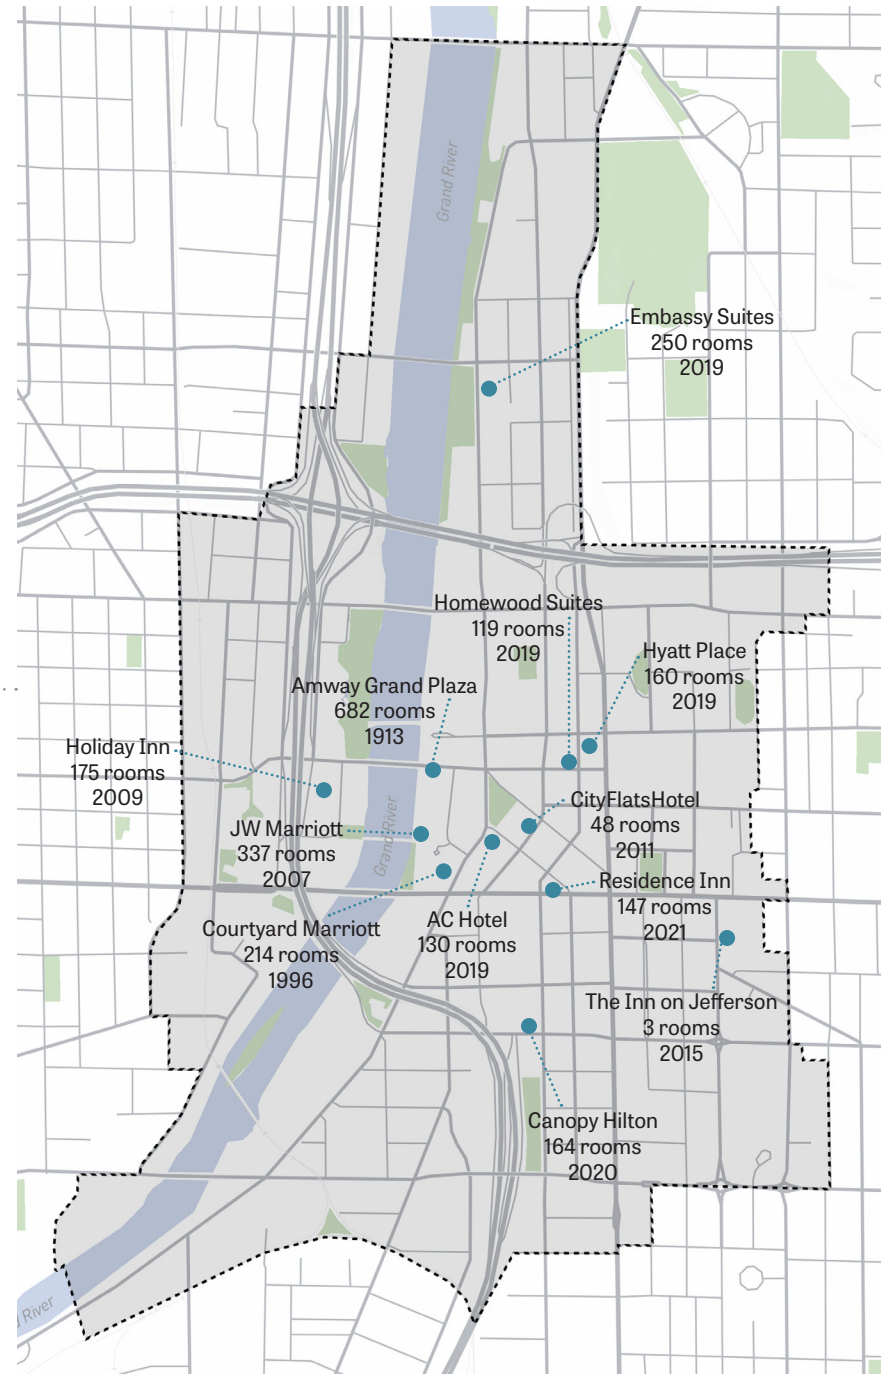 Grand River
Embassy Suites
250 rooms
2019
Homewood Suites
119 rooms
2019
Hyatt Place
160 rooms
2019
Amway Grand Plaza
682 rooms
1913
Holiday Inn
175 rooms
2009
CityFlatsHotel
48 rooms
2011
JW Marriott
337 rooms
2007
Grand River
Residence Inn
147 rooms
2021
AC Hotel
130 rooms
2019
Courtyard Marriott
214 rooms
1996
The Inn on Jefferson
3 rooms
2015
Canopy Hilton
164 rooms
2020
d River